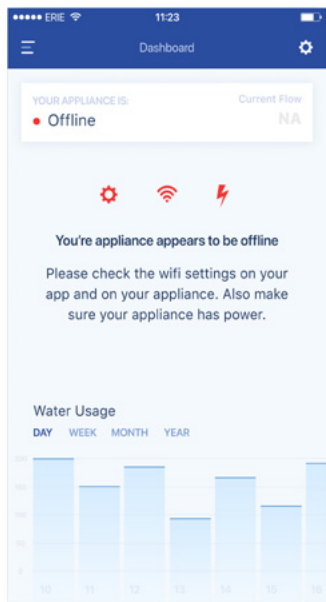 ERIE 11:23
Dashboard
YOUR APPLIANCE IS: Current Flow
Offline NA
You're appliance appears to be offline
Please check the wifi settings on your
app and on your appliance. Also make
sure your appliance has power.
Water Usage
DAY WEEK MONTH YEAR
0
10 11 12 13 14 15 16